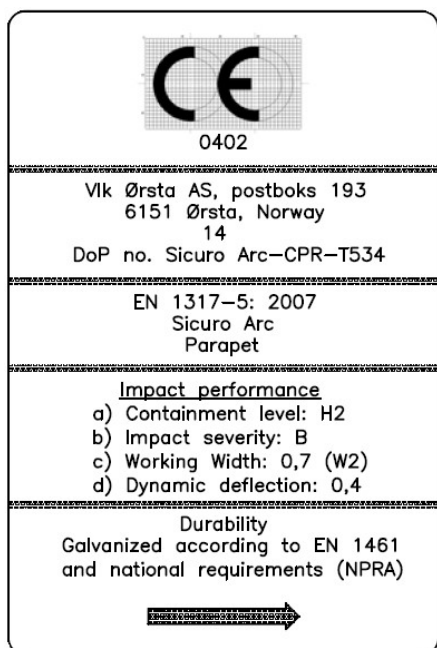 CE
0402
Vik Ørsta AS, postboks 193
6151 Ørsta, Norway
14
DoP no. Sicuro Arc-CPR-T534
EN 1317-5: 2007
Sicuro Arc
Parapet
Impact performance
a) Containment level: H2
b) Impact severity: B
c) Working Width: 0,7 (W2)
d) Dynamic deflection: 0,4
Durability
Galvanized according to EN 1461
and national requirements (NPRA)